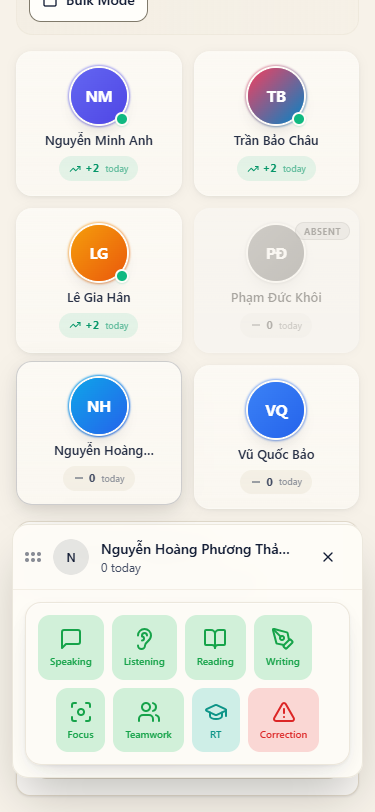 Bulk Mode
NM
TB
Nguyễn Minh Anh
Trần Bảo Châu
+2 today
+2 today
LG
ABSENT
PĐ
Lê Gia Hân
Phạm Đức Khôi
+2 today
0 today
NH
VQ
Nguyễn Hoàng...
Vũ Quốc Bảo
0 today
0 today
N
Nguyễn Hoàng Phương Thả...
0 today
Speaking
Listening
Reading
Writing
Focus
Teamwork
RT
Correction